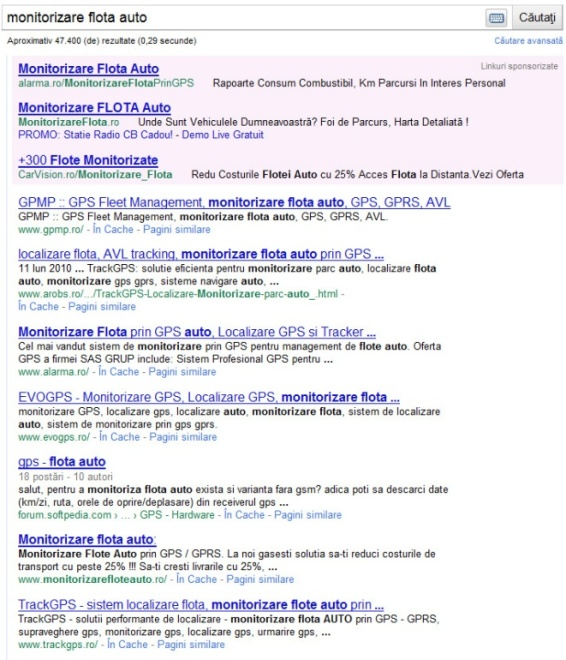 monitorizare flota auto
Căutați
Aproximativ 47.400 (de) rezultate (0,29 secunde)
Căutare avansată
Linkuri sponsorizate
Monitorizare Flota Auto
alarma.ro/MonitorizareFlotaPrinGPS Rapoarte Consum Combustibil, Km Parcursi In Interes Personal
Monitorizare FLOTA Auto
MonitorizareFlota.ro Unde Sunt Vehiculele Dumneavoastră? Foi de Parcurs, Harta Detaliată !
PROMO: Statie Radio CB Cadou! - Demo Live Gratuit
+300 Flote Monitorizate
CarVision.ro/Monitorizare_Flota Redu Costurile Flotei Auto cu 25% Acces Flota la Distanta.Vezi Oferta
GPMP :: GPS Fleet Management, monitorizare flota auto, GPS, GPRS, AVL
GPMP :: GPS Fleet Management, monitorizare flota auto, GPS, GPRS, AVL.
www.gpmp.ro/ - În Cache - Pagini similare
localizare flota, AVL tracking, monitorizare flota auto prin GPS ...
11 Iun 2010 ... TrackGPS: solutie eficienta pentru monitorizare parc auto, localizare flota
auto, monitorizare gps gprs, sisteme navigare auto, ...
www.arobs.ro/.../TrackGPS-Localizare-Monitorizare-parc-auto_.html -
În Cache - Pagini similare
Monitorizare Flota prin GPS auto, Localizare GPS si Tracker ...
Cel mai vandut sistem de monitorizare prin GPS pentru management de flote auto. Oferta
GPS a firmei SAS GRUP include: Sistem Profesional GPS pentru ...
www.alarma.ro/ - În Cache - Pagini similare
EVOGPS - Monitorizare GPS, Localizare GPS, monitorizare flota ...
monitorizare GPS, localizare gps, localizare auto, monitorizare flota, sistem de localizare
auto, sistem de monitorizare prin gps gprs.
www.evogps.ro/ - În Cache - Pagini similare
gps - flota auto
18 postări - 10 autori
salut, pentru a monitoriza flota auto exista si varianta fara gsm? adica poti sa descarci date
(km/zi, ruta, orele de oprire/deplasare) din receiverul gps ...
forum.softpedia.com › ... › GPS - Hardware - În Cache - Pagini similare
Monitorizare flota auto:
Monitorizare Flote Auto prin GPS / GPRS. La noi gasesti solutia sa-ti reduci costurile de
transport cu peste 25% !!! Sa-ti cresti livrarile cu 25%, ...
www.monitorizarefloteauto.ro/ - În Cache - Pagini similare
TrackGPS - sistem localizare flota, monitorizare flote auto prin ...
TrackGPS - solutii performante de localizare - monitorizare flota AUTO prin GPS - GPRS,
supraveghere gps, monitorizare gps, localizare gps, urmarire gps, ...
www.trackgps.ro/ - În Cache - Pagini similare